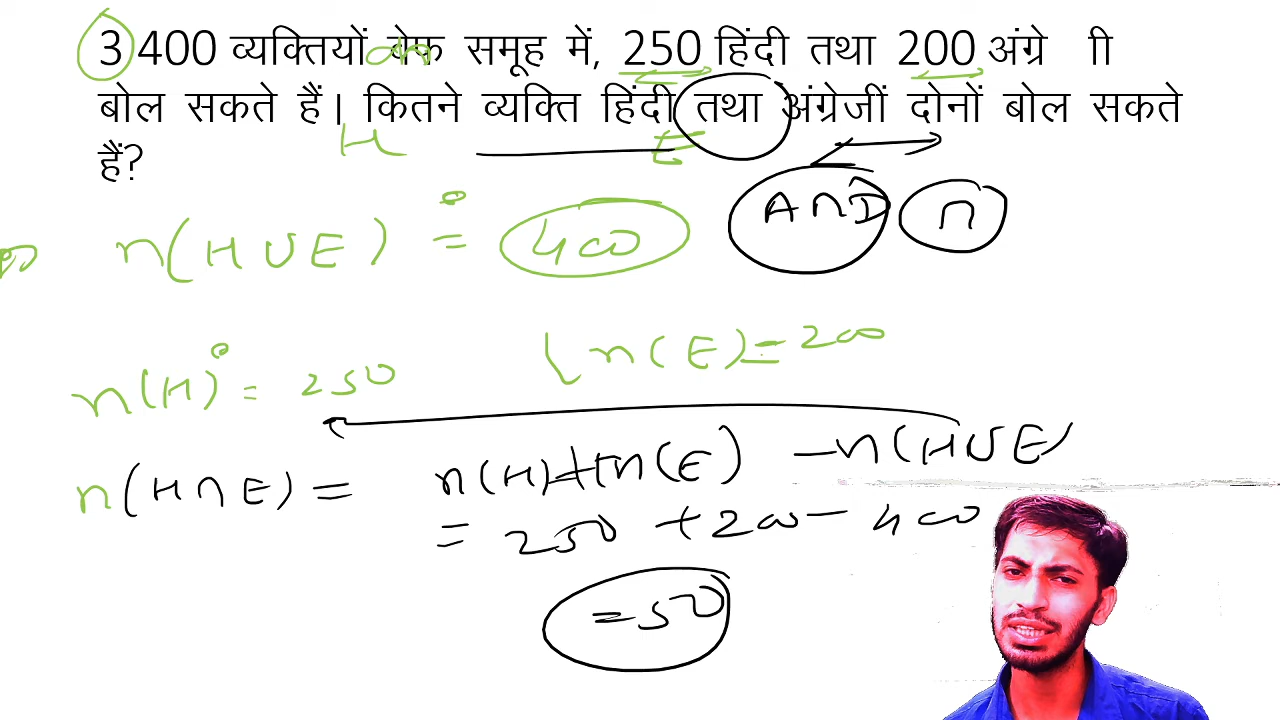 3 400 व्यक्तियों के समूह में, 250 हिंदी तथा 200 अंग्रे ी
बोल सकते हैं। कितने व्यक्ति हिंदी तथा अंग्रेजीं दोनों बोल सकते
हैं?
H E
AND ∩
n(H∪E) = 400
n(H) = 250 { n(E) = 200
n(H∩E) = n(H)+n(E) -n(H∪E)
= 250 + 200 - 400
= 50